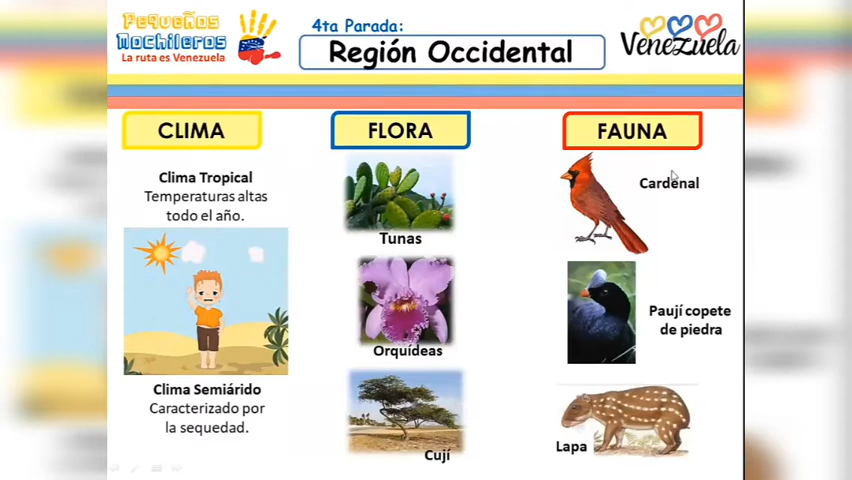 Pequeños
Mochileros
La ruta es Venezuela
4ta Parada:
Región Occidental
Venezuela
CLIMA
FLORA
FAUNA
Clima Tropical
Temperaturas altas
todo el año.
Clima Semiárido
Caracterizado por
la sequedad.
Tunas
Orquídeas
Cují
Cardenal
Paují copete
de piedra
Lapa